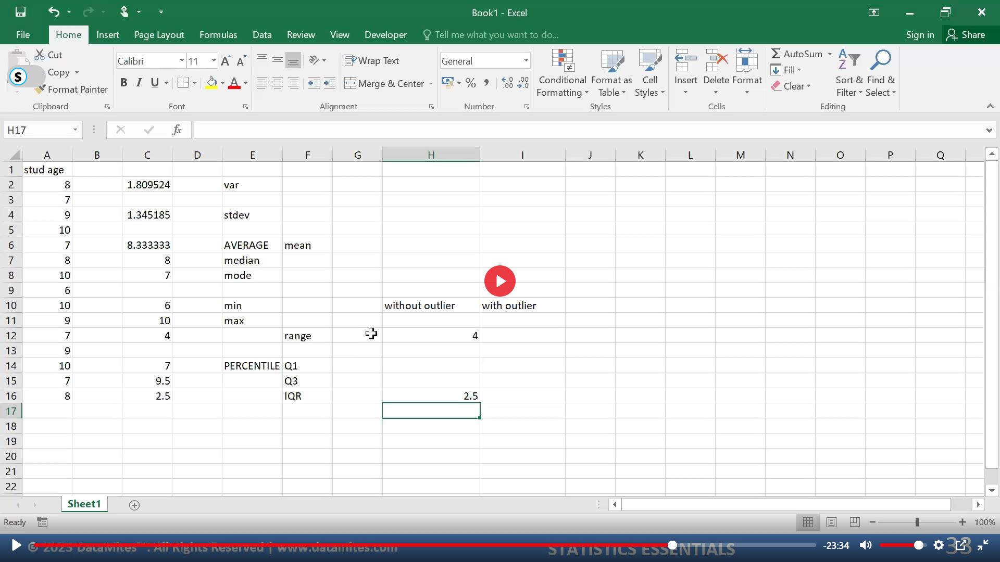 Book1 - Excel
File Home Insert Page Layout Formulas Data Review View Developer Tell me what you want to do... Sign in Share
Cut
Copy
Format Painter
Clipboard
S
Calibri 11
B I U
Font
Wrap Text
Merge & Center
Alignment
General
Number
Conditional Formatting
Format as Table
Cell Styles
Styles
Insert Delete Format
Cells
AutoSum
Fill
Clear
Sort & Filter
Find & Select
Editing
H17 fx
A B C D E F G H I J K L M N O P Q
1 stud age
2 8 1.809524 var
3 7
4 9 1.345185 stdev
5 10
6 7 8.333333 AVERAGE mean
7 8 8 median
8 10 7 mode
9 6
10 10 6 min without outlier with outlier
11 9 10 max
12 7 4 range 4
13 9
14 10 7 PERCENTILE Q1
15 7 9.5 Q3
16 8 2.5 IQR 2.5
17
18
19
20
21
22
Sheet1
Ready 100%
© 2025 DataMites™. All Rights Reserved | www.datamites.com STATISTICS ESSENTIALS 33
-23:34